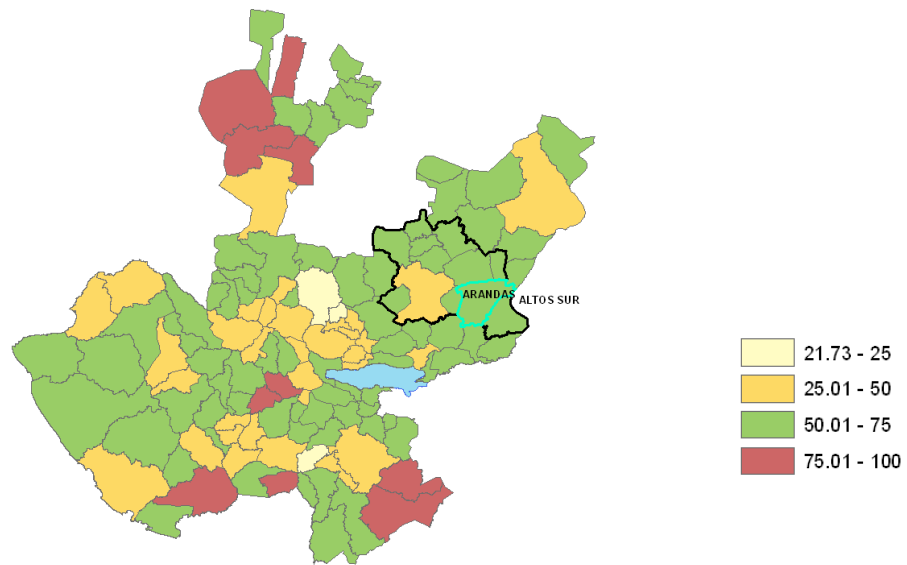 ARANDAS
ALTOS SUR
21.73 - 25
25.01 - 50
50.01 - 75
75.01 - 100